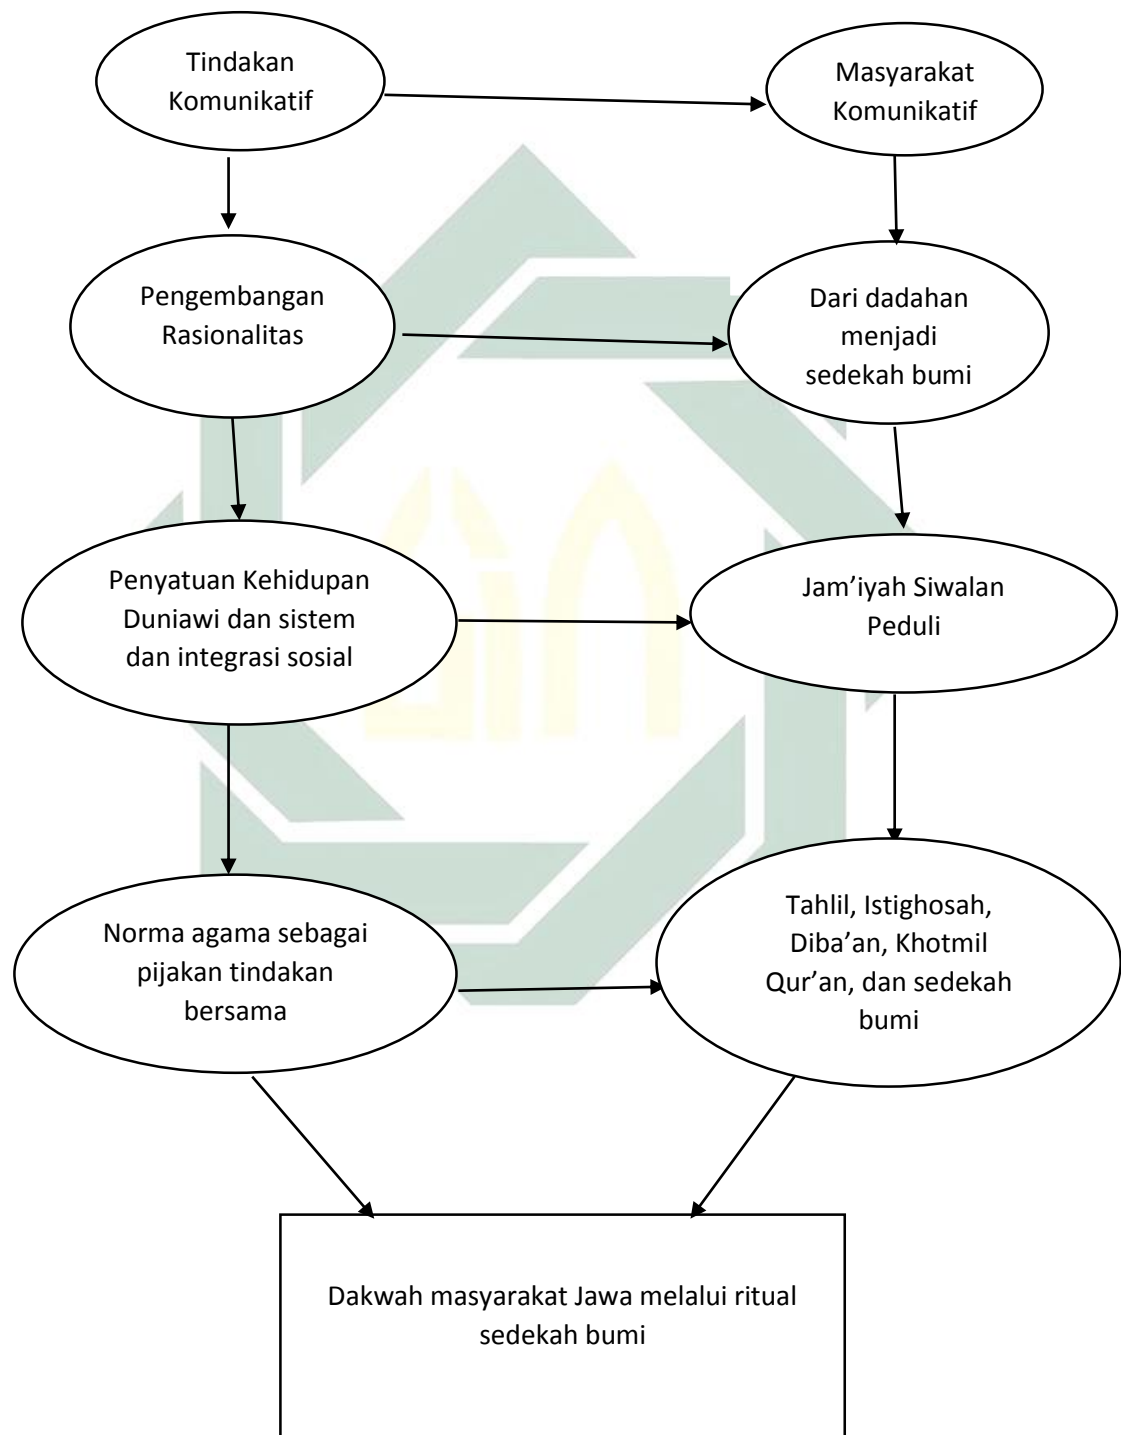 Tindakan
Komunikatif
Masyarakat
Komunikatif
Pengembangan
Rasionalitas
Dari dadahan
menjadi
sedekah bumi
Penyatuan Kehidupan
Duniawi dan sistem
dan integrasi sosial
Jam’iyah Siwalan
Peduli
Norma agama sebagai
pijakan tindakan
bersama
Tahlil, Istighosah,
Diba’an, Khotmil
Qur’an, dan sedekah
bumi
Dakwah masyarakat Jawa melalui ritual
sedekah bumi